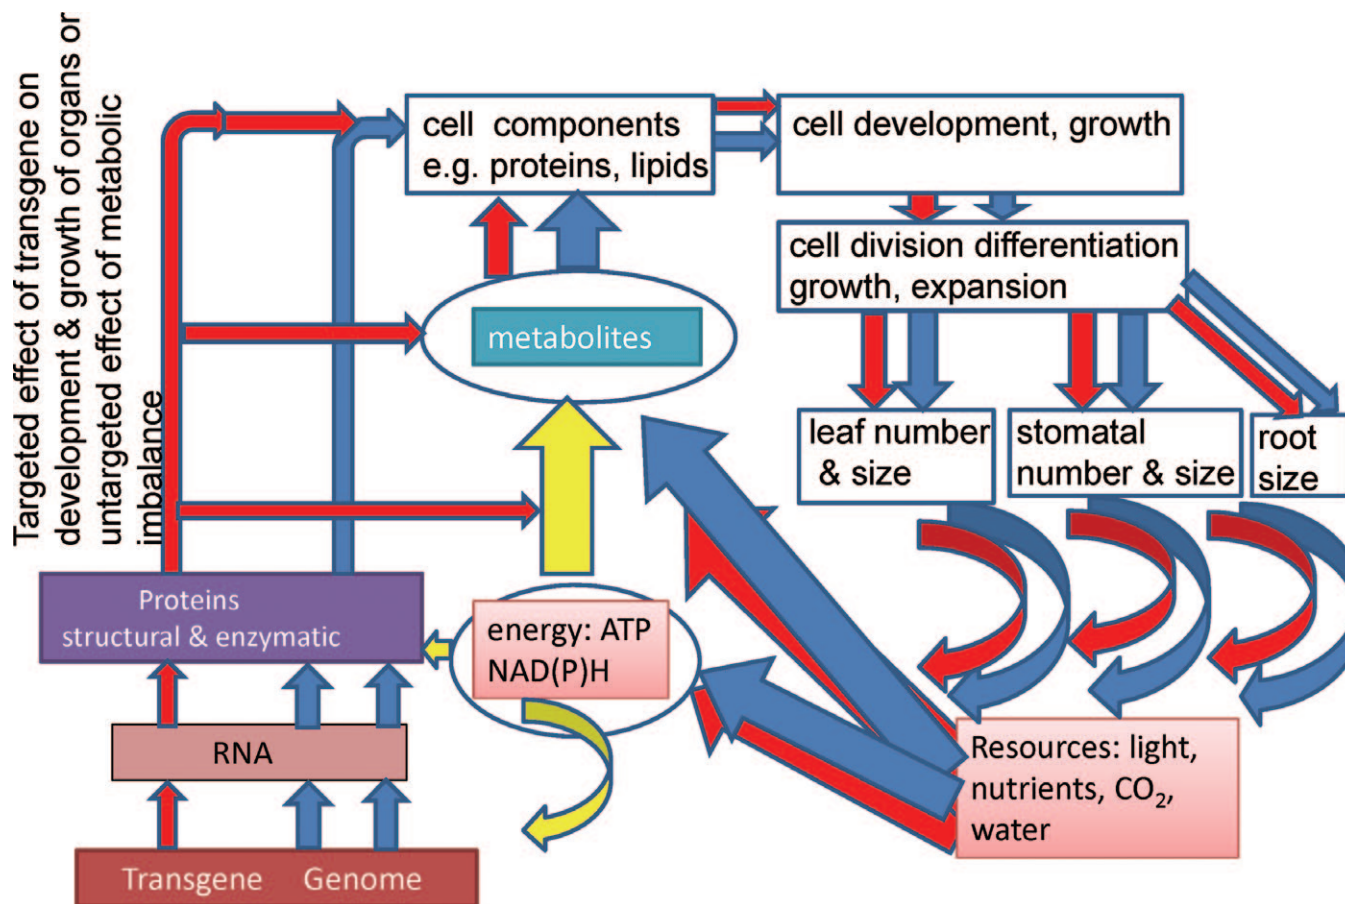 Targeted effect of transgene on
development & growth of organs or
untargeted effect of metabolic
imbalance
cell components
e.g. proteins, lipids
cell development, growth
cell division differentiation
growth, expansion
metabolites
leaf number
& size
stomatal
number & size
root
size
Proteins
structural & enzymatic
energy: ATP
NAD(P)H
RNA
Resources: light,
nutrients, CO₂,
water
Transgene Genome